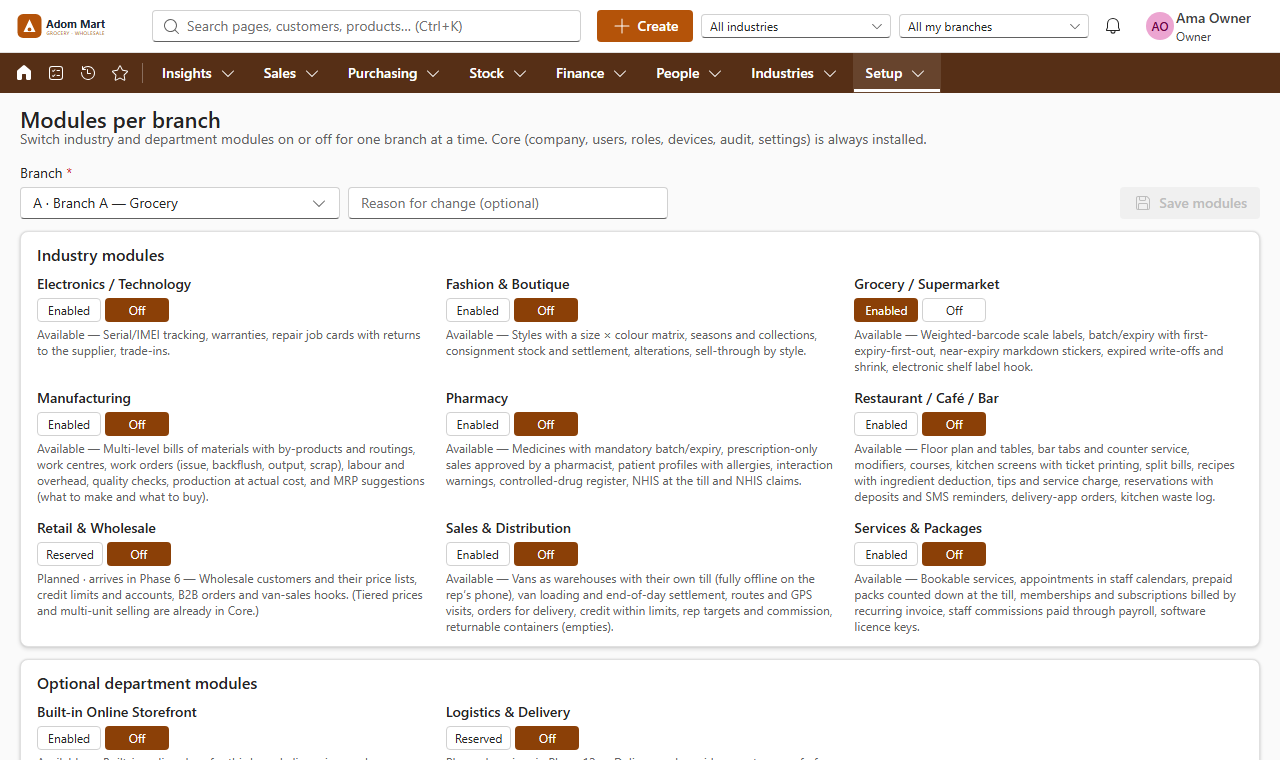 Adom Mart
GROCERY · WHOLESALE
Search pages, customers, products... (Ctrl+K)
Create
All industries
All my branches
AO
Ama Owner
Owner
Insights
Sales
Purchasing
Stock
Finance
People
Industries
Setup
Modules per branch
Switch industry and department modules on or off for one branch at a time. Core (company, users, roles, devices, audit, settings) is always installed.
Branch *
A · Branch A — Grocery
Reason for change (optional)
Save modules
Industry modules
Electronics / Technology
Enabled Off
Available — Serial/IMEI tracking, warranties, repair job cards with returns
to the supplier, trade-ins.
Fashion & Boutique
Enabled Off
Available — Styles with a size × colour matrix, seasons and collections,
consignment stock and settlement, alterations, sell-through by style.
Grocery / Supermarket
Enabled Off
Available — Weighted-barcode scale labels, batch/expiry with first-
expiry-first-out, near-expiry markdown stickers, expired write-offs and
shrink, electronic shelf label hook.
Manufacturing
Enabled Off
Available — Multi-level bills of materials with by-products and routings,
work centres, work orders (issue, backflush, output, scrap), labour and
overhead, quality checks, production at actual cost, and MRP suggestions
(what to make and what to buy).
Pharmacy
Enabled Off
Available — Medicines with mandatory batch/expiry, prescription-only
sales approved by a pharmacist, patient profiles with allergies, interaction
warnings, controlled-drug register, NHIS at the till and NHIS claims.
Restaurant / Café / Bar
Enabled Off
Available — Floor plan and tables, bar tabs and counter service,
modifiers, courses, kitchen screens with ticket printing, split bills, recipes
with ingredient deduction, tips and service charge, reservations with
deposits and SMS reminders, delivery-app orders, kitchen waste log.
Retail & Wholesale
Reserved Off
Planned · arrives in Phase 6 — Wholesale customers and their price lists,
credit limits and accounts, B2B orders and van-sales hooks. (Tiered prices
and multi-unit selling are already in Core.)
Sales & Distribution
Enabled Off
Available — Vans as warehouses with their own till (fully offline on the
rep's phone), van loading and end-of-day settlement, routes and GPS
visits, orders for delivery, credit within limits, rep targets and commission,
returnable containers (empties).
Services & Packages
Enabled Off
Available — Bookable services, appointments in staff calendars, prepaid
packs counted down at the till, memberships and subscriptions billed by
recurring invoice, staff commissions paid through payroll, software
licence keys.
Optional department modules
Built-in Online Storefront
Enabled Off
Logistics & Delivery
Reserved Off